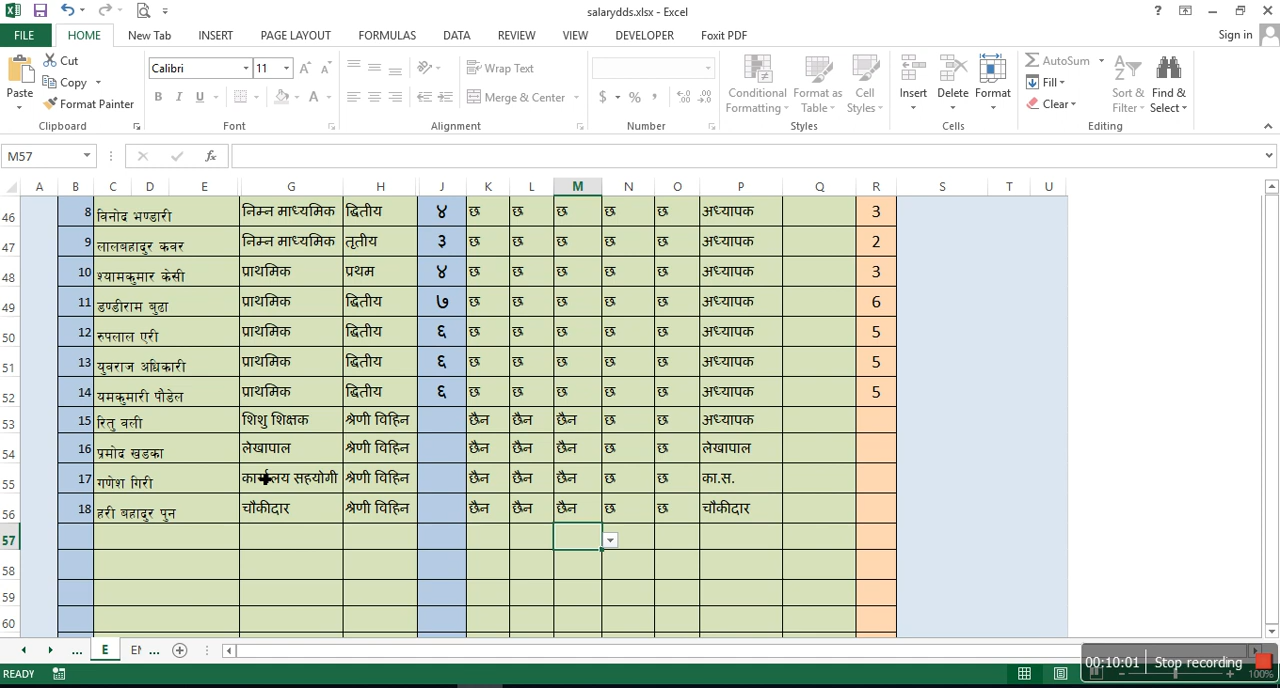 salarydds.xlsx - Excel
FILE HOME New Tab INSERT PAGE LAYOUT FORMULAS DATA REVIEW VIEW DEVELOPER Foxit PDF Sign in
Paste Cut Copy Format Painter
Calibri 11
B I U A
Wrap Text
Merge & Center
$ % ,
Conditional Formatting
Format as Table
Cell Styles
Insert Delete Format
AutoSum Fill Clear
Sort & Filter
Find & Select
Clipboard Font Alignment Number Styles Cells Editing
M57 fx
A B C D E G H J K L M N O P Q R S T U
46 8 विनोद भण्डारी निम्न माध्यमिक द्वितीय ४ छ छ छ छ छ अध्यापक 3
47 9 लालबहादुर कवर निम्न माध्यमिक तृतीय ३ छ छ छ छ छ अध्यापक 2
48 10 श्यामकुमार केसी प्राथमिक प्रथम ४ छ छ छ छ छ अध्यापक 3
49 11 डण्डीराम बुढा प्राथमिक द्वितीय ७ छ छ छ छ छ अध्यापक 6
50 12 रुपलाल एरी प्राथमिक द्वितीय ६ छ छ छ छ छ अध्यापक 5
51 13 युवराज अधिकारी प्राथमिक द्वितीय ६ छ छ छ छ छ अध्यापक 5
52 14 यमकुमारी पौडेल प्राथमिक द्वितीय ६ छ छ छ छ छ अध्यापक 5
53 15 रितु वली शिशु शिक्षक श्रेणी विहिन छैन छैन छैन छ छ अध्यापक
54 16 प्रमोद खडका लेखापाल श्रेणी विहिन छैन छैन छैन छ छ लेखापाल
55 17 गणेश गिरी कार्यालय सहयोगी श्रेणी विहिन छैन छैन छैन छ छ का.स.
56 18 हरी बहादुर पुन चौकीदार श्रेणी विहिन छैन छैन छैन छ छ चौकीदार
57
58
59
60
... E EN ...
READY 00:10:01 Stop recording 100%